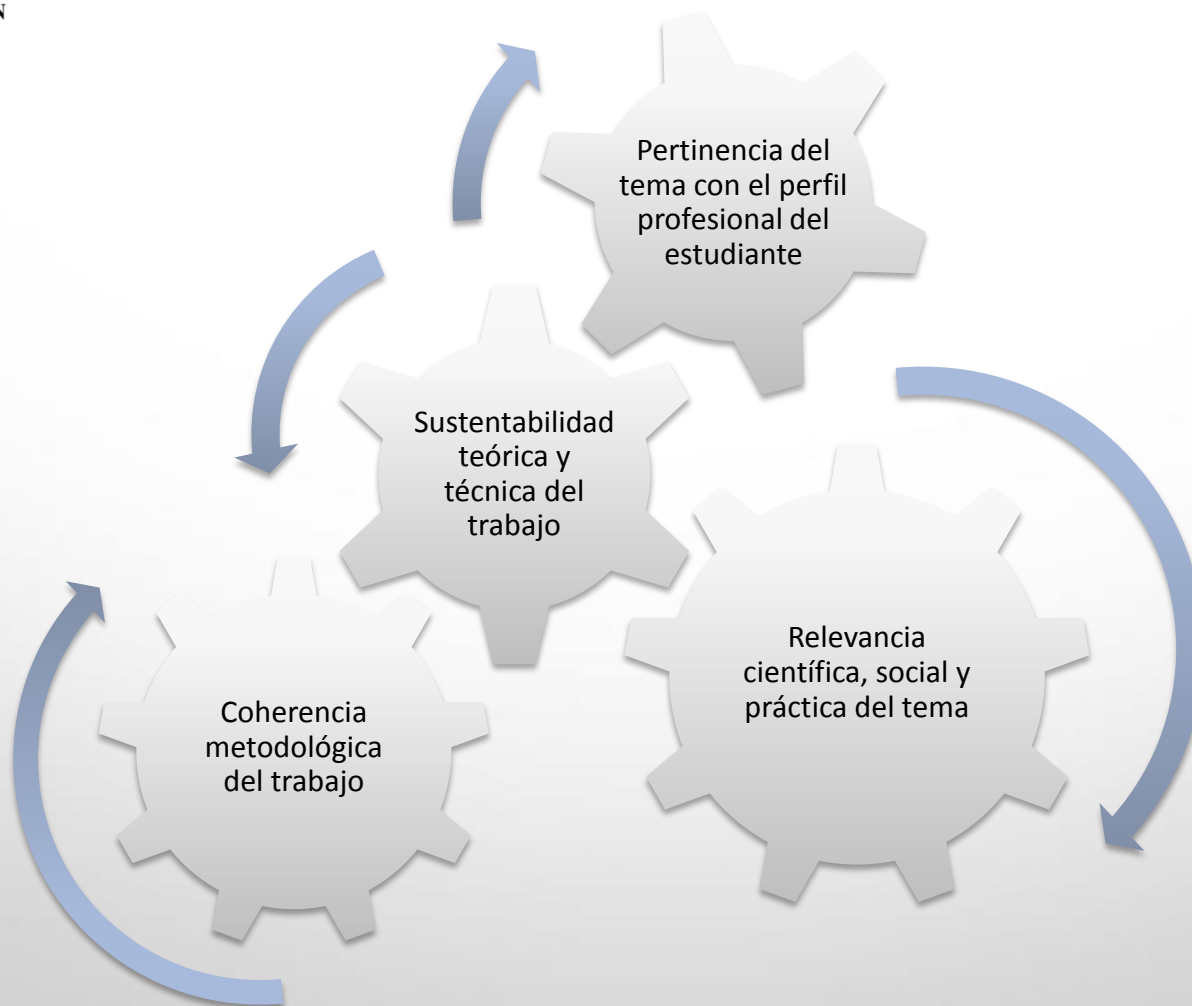 N
Pertinencia del
tema con el perfil
profesional del
estudiante
Sustentabilidad
teórica y
técnica del
trabajo
Relevancia
científica, social y
práctica del tema
Coherencia
metodológica
del trabajo